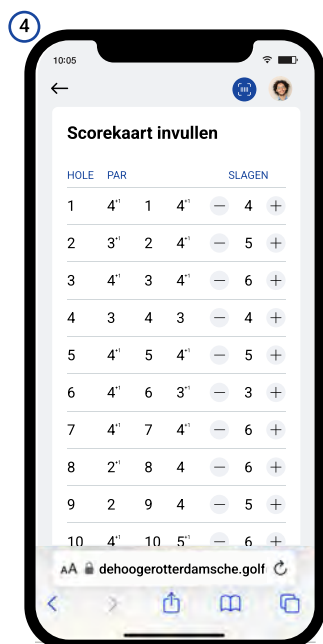 4
10:05
Scorekaart invullen
HOLE PAR SLAGEN
1 4+1 1 4+1 — 4 +
2 3+1 2 4+1 — 5 +
3 4+1 3 4+1 — 6 +
4 3 4 3 — 4 +
5 4+1 5 4+1 — 5 +
6 4+1 6 3+1 — 3 +
7 4+1 7 4+1 — 6 +
8 2+1 8 4 — 6 +
9 2 9 4 — 5 +
10 4+1 10 5+1 — 6 +
AA dehoogerotterdamsche.golf